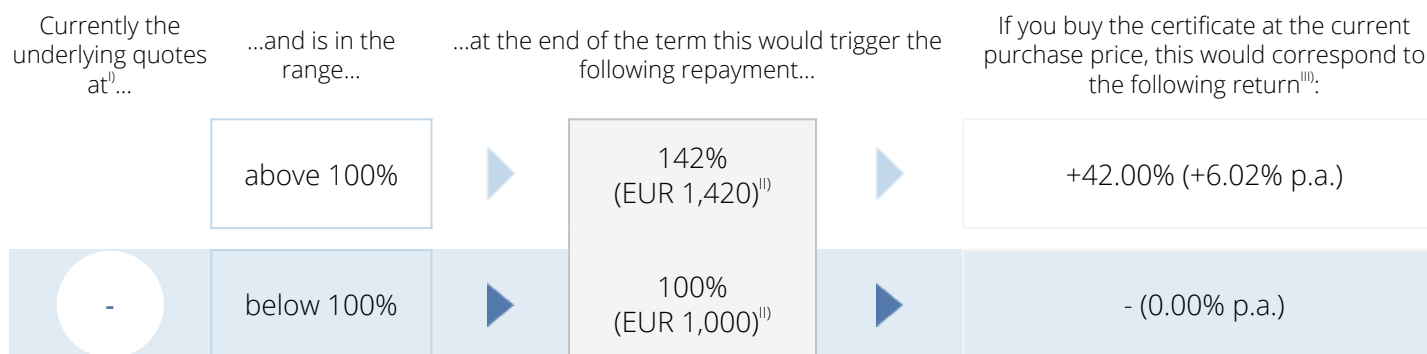 Currently the
underlying quotes
at^I)...
...and is in the
range...
...at the end of the term this would trigger the
following repayment...
If you buy the certificate at the current
purchase price, this would correspond to
the following return^III):
above 100%
142%
(EUR 1,420)^II)
+42.00% (+6.02% p.a.)
-
below 100%
100%
(EUR 1,000)^II)
- (0.00% p.a.)